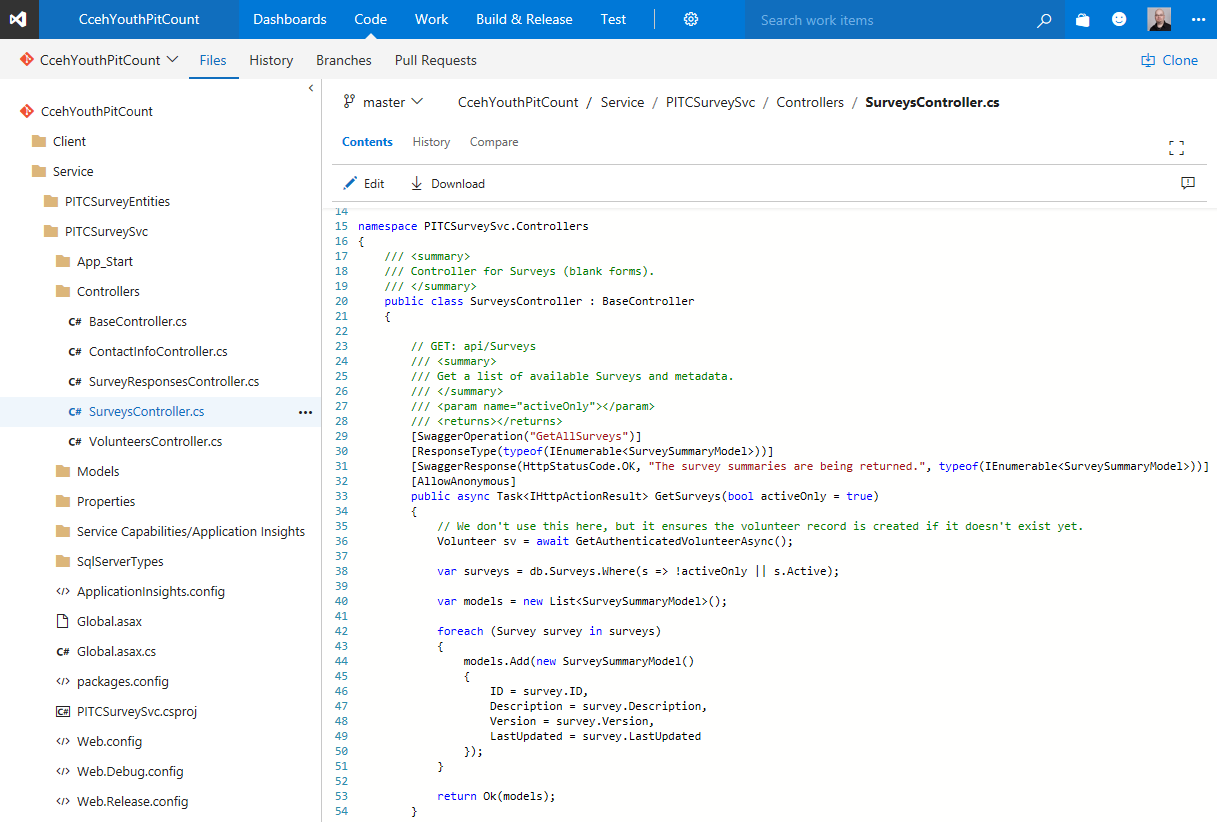 CcehYouthPitCount Dashboards Code Work Build & Release Test Search work items
CcehYouthPitCount Files History Branches Pull Requests Clone
CcehYouthPitCount
Client
Service
PITCSurveyEntities
PITCSurveySvc
App_Start
Controllers
C# BaseController.cs
C# ContactInfoController.cs
C# SurveyResponsesController.cs
C# SurveysController.cs
C# VolunteersController.cs
Models
Properties
Service Capabilities/Application Insights
SqlServerTypes
ApplicationInsights.config
Global.asax
C# Global.asax.cs
packages.config
C# PITCSurveySvc.csproj
Web.config
Web.Debug.config
Web.Release.config
master CcehYouthPitCount / Service / PITCSurveySvc / Controllers / SurveysController.cs
Contents History Compare
Edit Download
14
15 namespace PITCSurveySvc.Controllers
16 {
17 /// <summary>
18 /// Controller for Surveys (blank forms).
19 /// </summary>
20 public class SurveysController : BaseController
21 {
22
23 // GET: api/Surveys
24 /// <summary>
25 /// Get a list of available Surveys and metadata.
26 /// </summary>
27 /// <param name="activeOnly"></param>
28 /// <returns></returns>
29 [SwaggerOperation("GetAllSurveys")]
30 [ResponseType(typeof(IEnumerable<SurveySummaryModel>))]
31 [SwaggerResponse(HttpStatusCode.OK, "The survey summaries are being returned.", typeof(IEnumerable<SurveySummaryModel>))]
32 [AllowAnonymous]
33 public async Task<IHttpActionResult> GetSurveys(bool activeOnly = true)
34 {
35 // We don't use this here, but it ensures the volunteer record is created if it doesn't exist yet.
36 Volunteer sv = await GetAuthenticatedVolunteerAsync();
37
38 var surveys = db.Surveys.Where(s => !activeOnly || s.Active);
39
40 var models = new List<SurveySummaryModel>();
41
42 foreach (Survey survey in surveys)
43 {
44 models.Add(new SurveySummaryModel()
45 {
46 ID = survey.ID,
47 Description = survey.Description,
48 Version = survey.Version,
49 LastUpdated = survey.LastUpdated
50 });
51 }
52
53 return Ok(models);
54 }